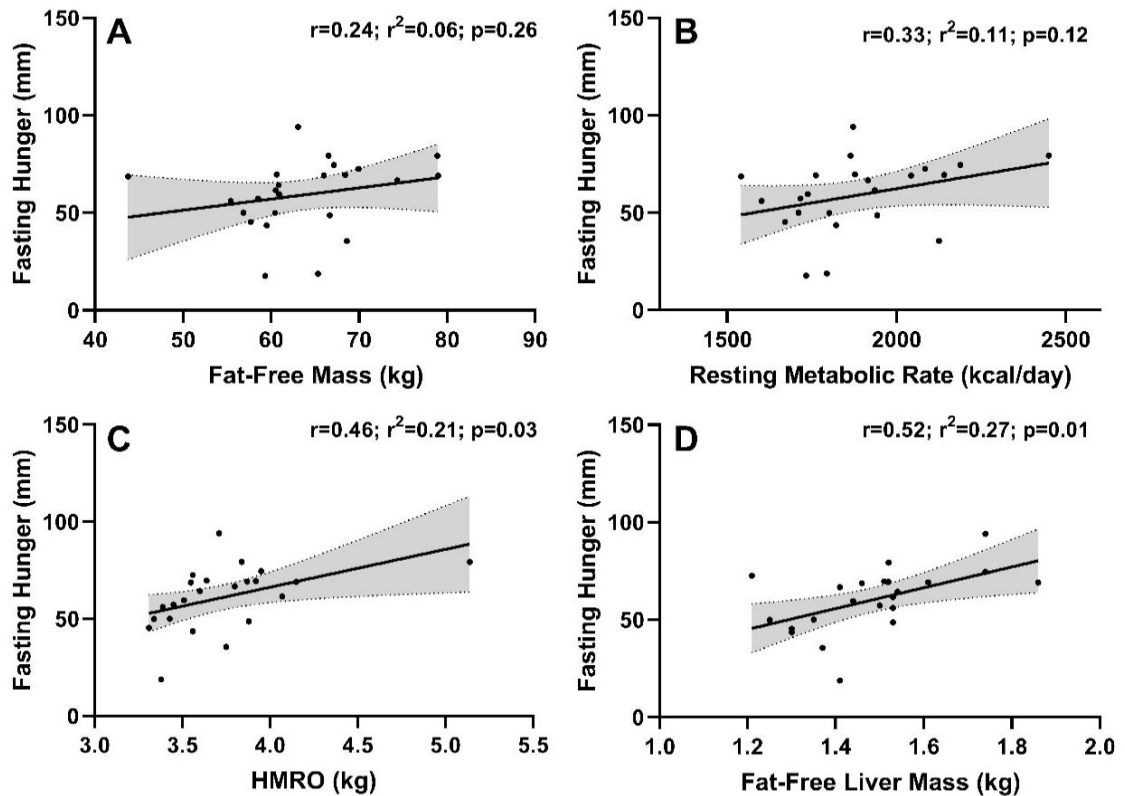 A
r=0.24; r²=0.06; p=0.26
Fasting Hunger (mm)
150
100
50
0
40 50 60 70 80 90
Fat-Free Mass (kg)
B
r=0.33; r²=0.11; p=0.12
Fasting Hunger (mm)
150
100
50
0
1500 2000 2500
Resting Metabolic Rate (kcal/day)
C
r=0.46; r²=0.21; p=0.03
Fasting Hunger (mm)
150
100
50
0
3.0 3.5 4.0 4.5 5.0 5.5
HMRO (kg)
D
r=0.52; r²=0.27; p=0.01
Fasting Hunger (mm)
150
100
50
0
1.0 1.2 1.4 1.6 1.8 2.0
Fat-Free Liver Mass (kg)